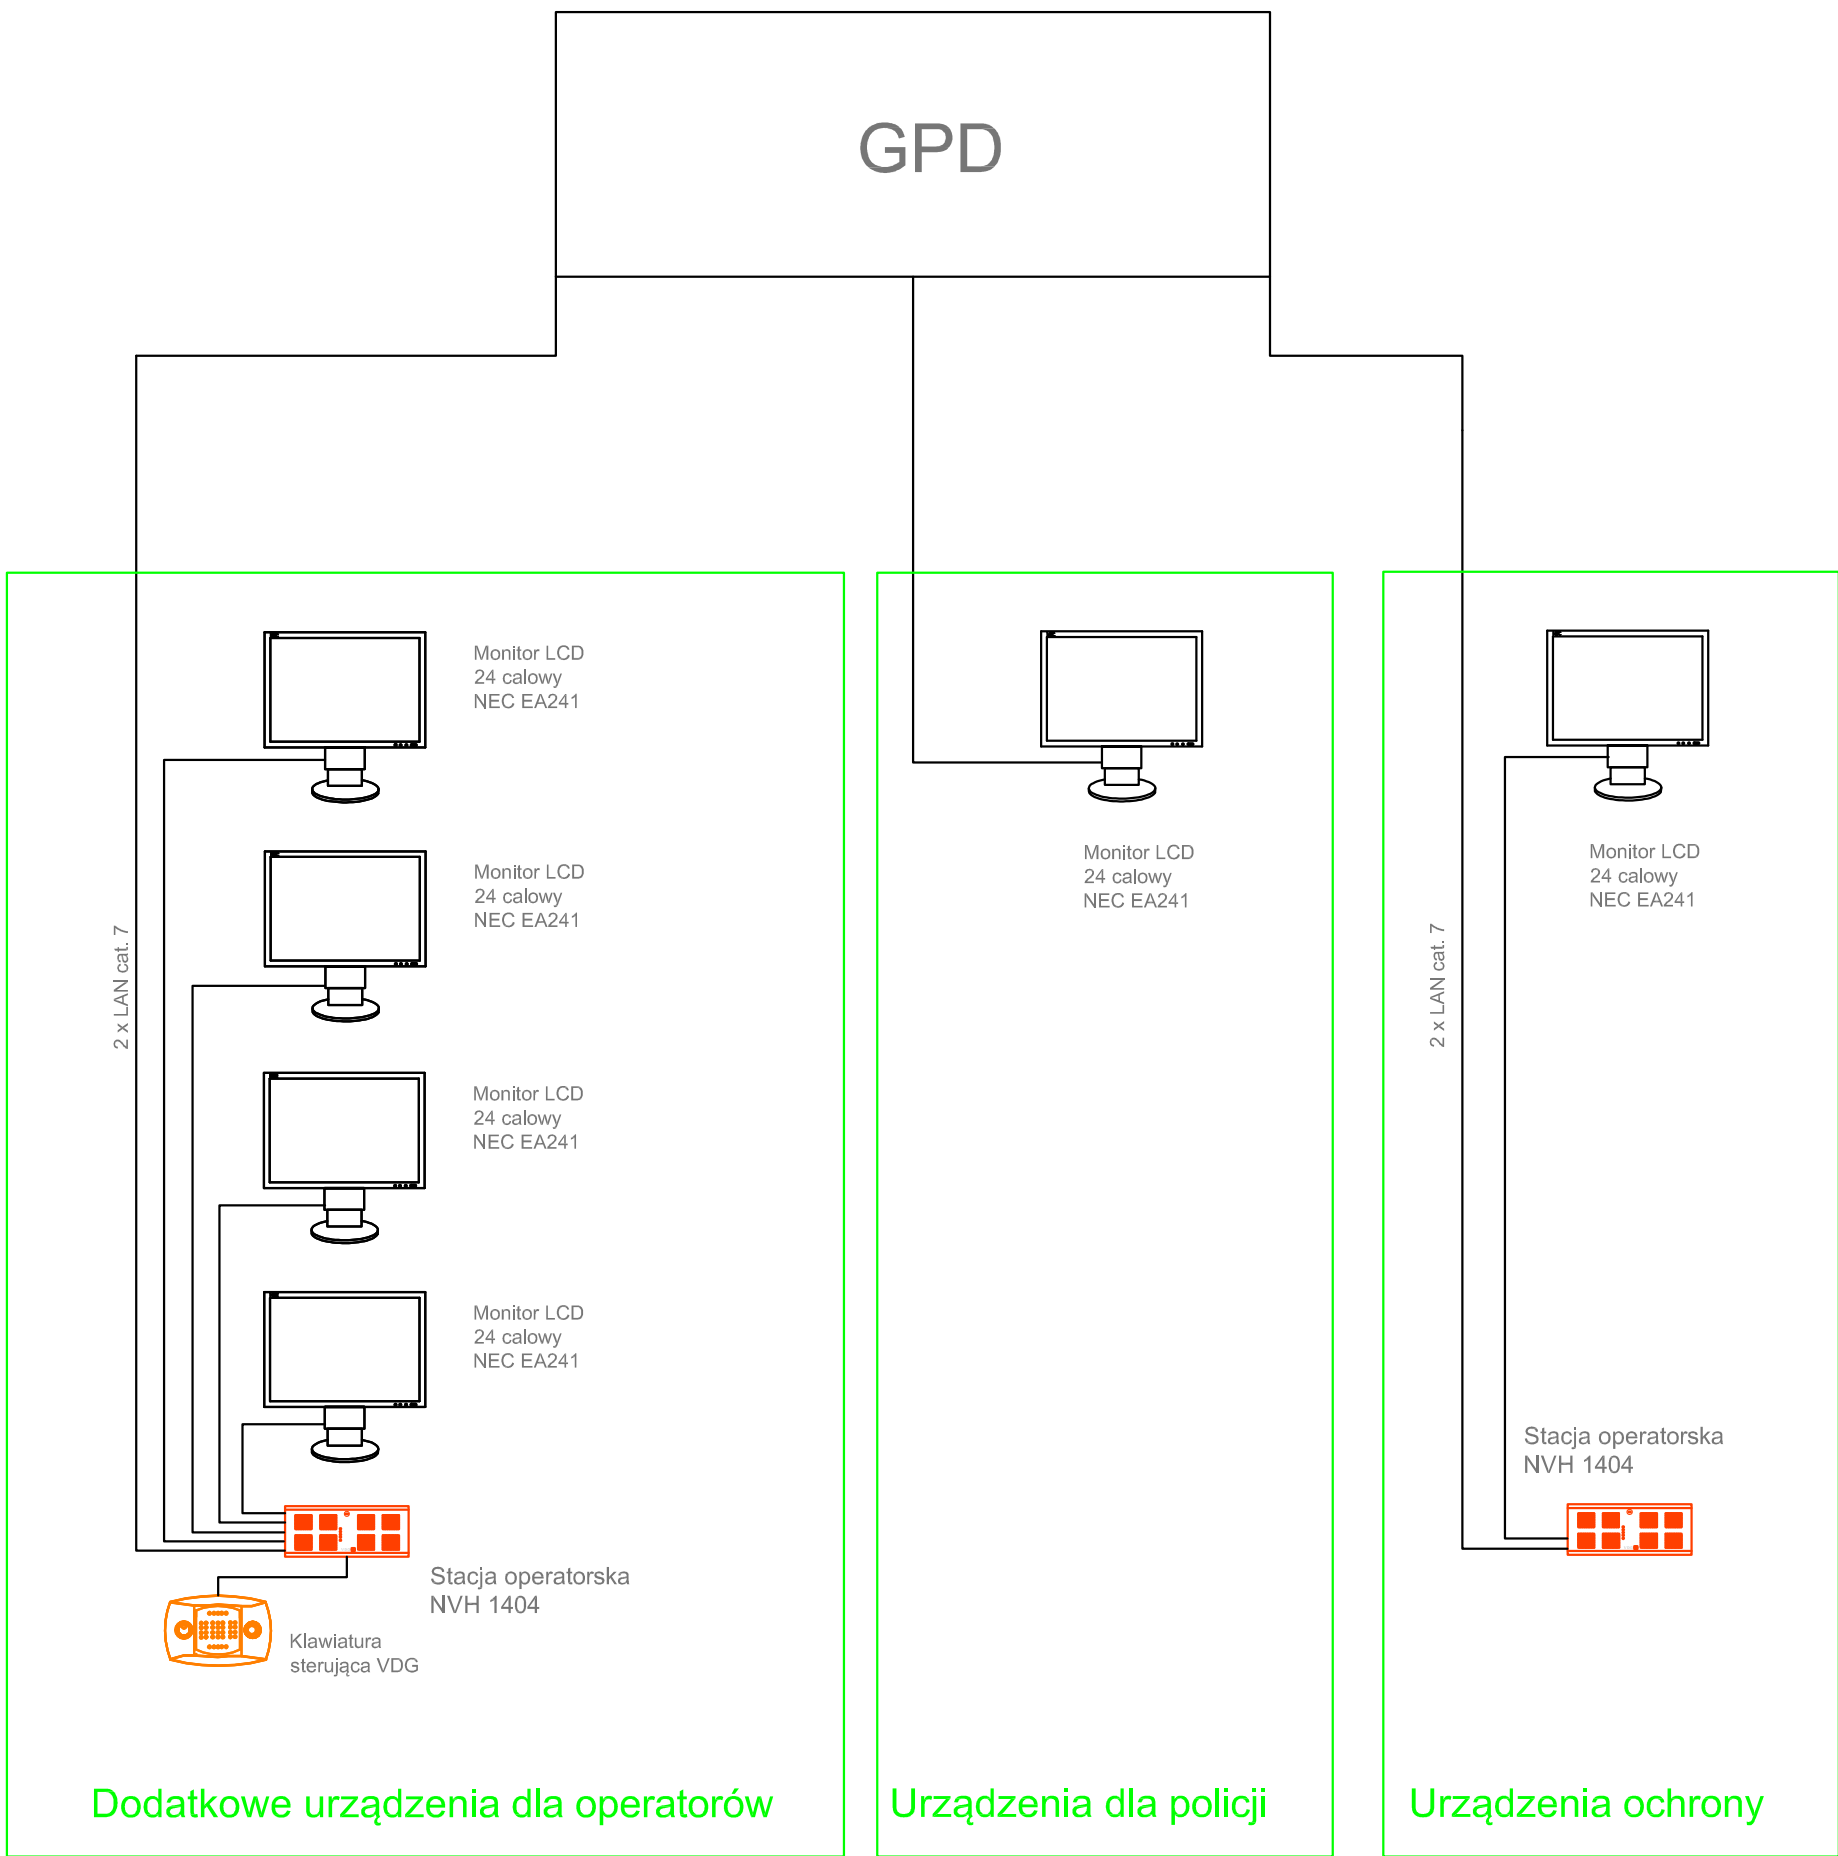 GPD
Monitor LCD
24 calowy
NEC EA241
Monitor LCD
24 calowy
NEC EA241
Monitor LCD
24 calowy
NEC EA241
Monitor LCD
24 calowy
NEC EA241
2 x LAN cat. 7
Stacja operatorska
NVH 1404
Klawiatura
sterująca VDG
Dodatkowe urządzenia dla operatorów
Monitor LCD
24 calowy
NEC EA241
Urządzenia dla policji
Monitor LCD
24 calowy
NEC EA241
2 x LAN cat. 7
Stacja operatorska
NVH 1404
Urządzenia ochrony